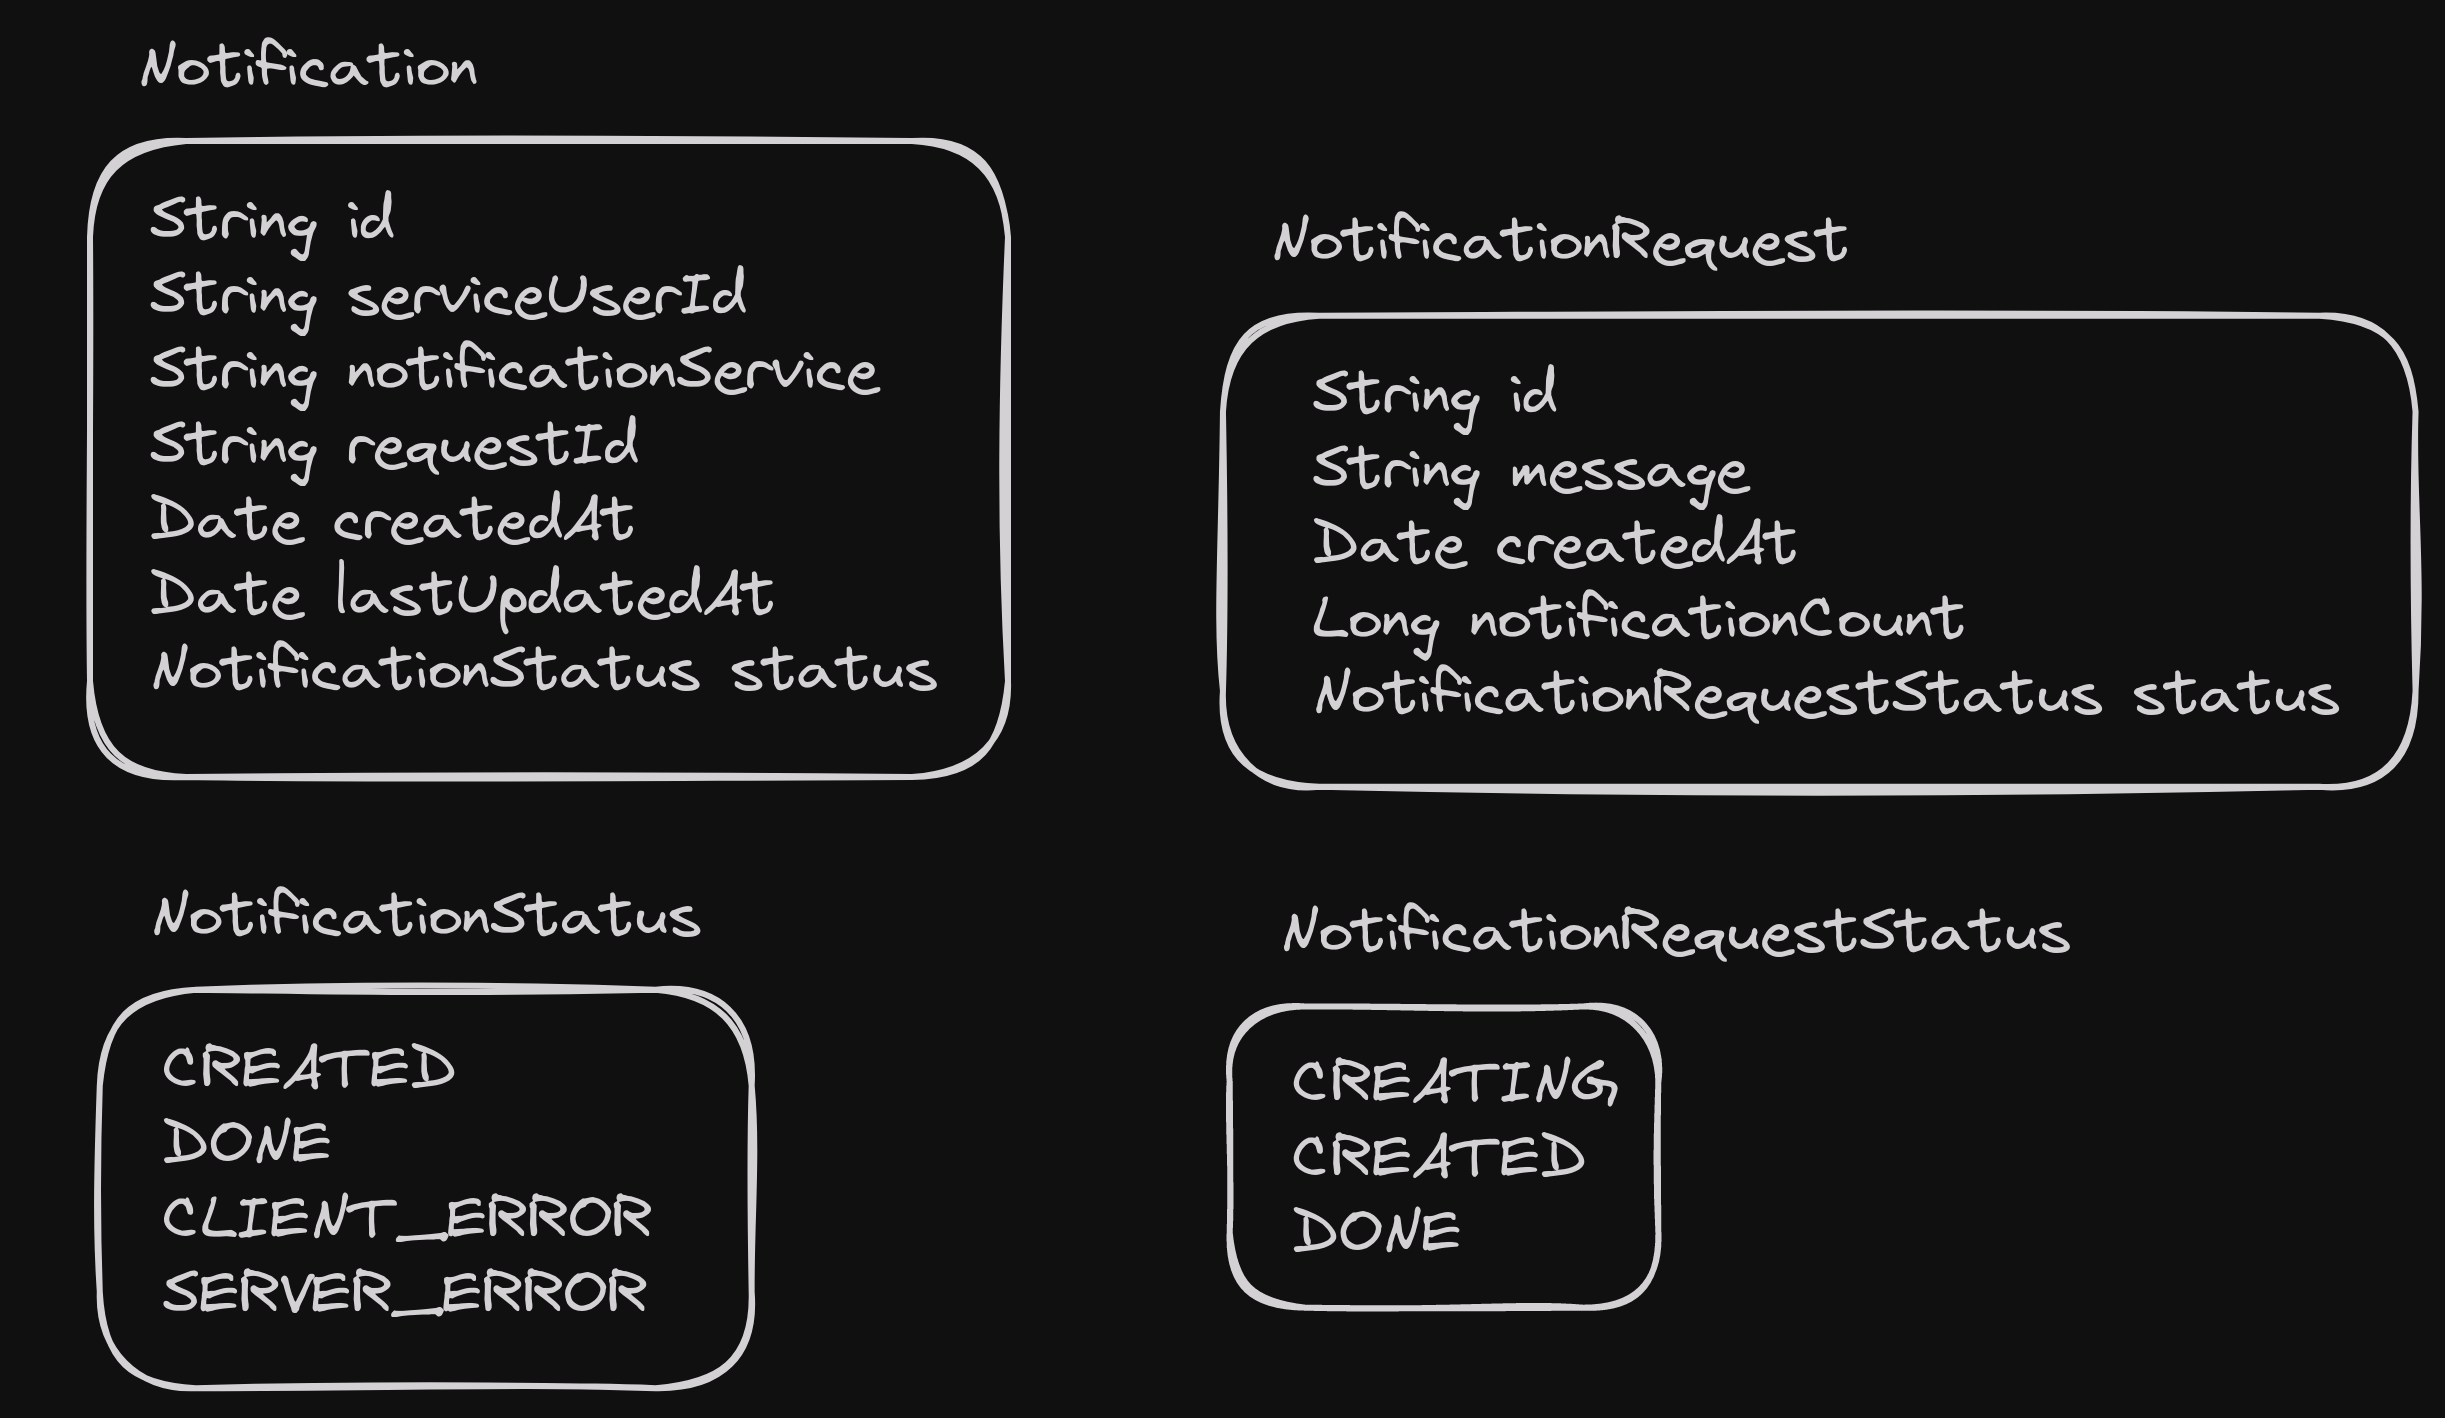 Notification
String id
String serviceUserId
String notificationService
String requestId
Date createdAt
Date lastUpdatedAt
NotificationStatus status
NotificationRequest
String id
String message
Date createdAt
Long notificationCount
NotificationRequestStatus status
NotificationStatus
CREATED
DONE
CLIENT_ERROR
SERVER_ERROR
NotificationRequestStatus
CREATING,
CREATED
DONE